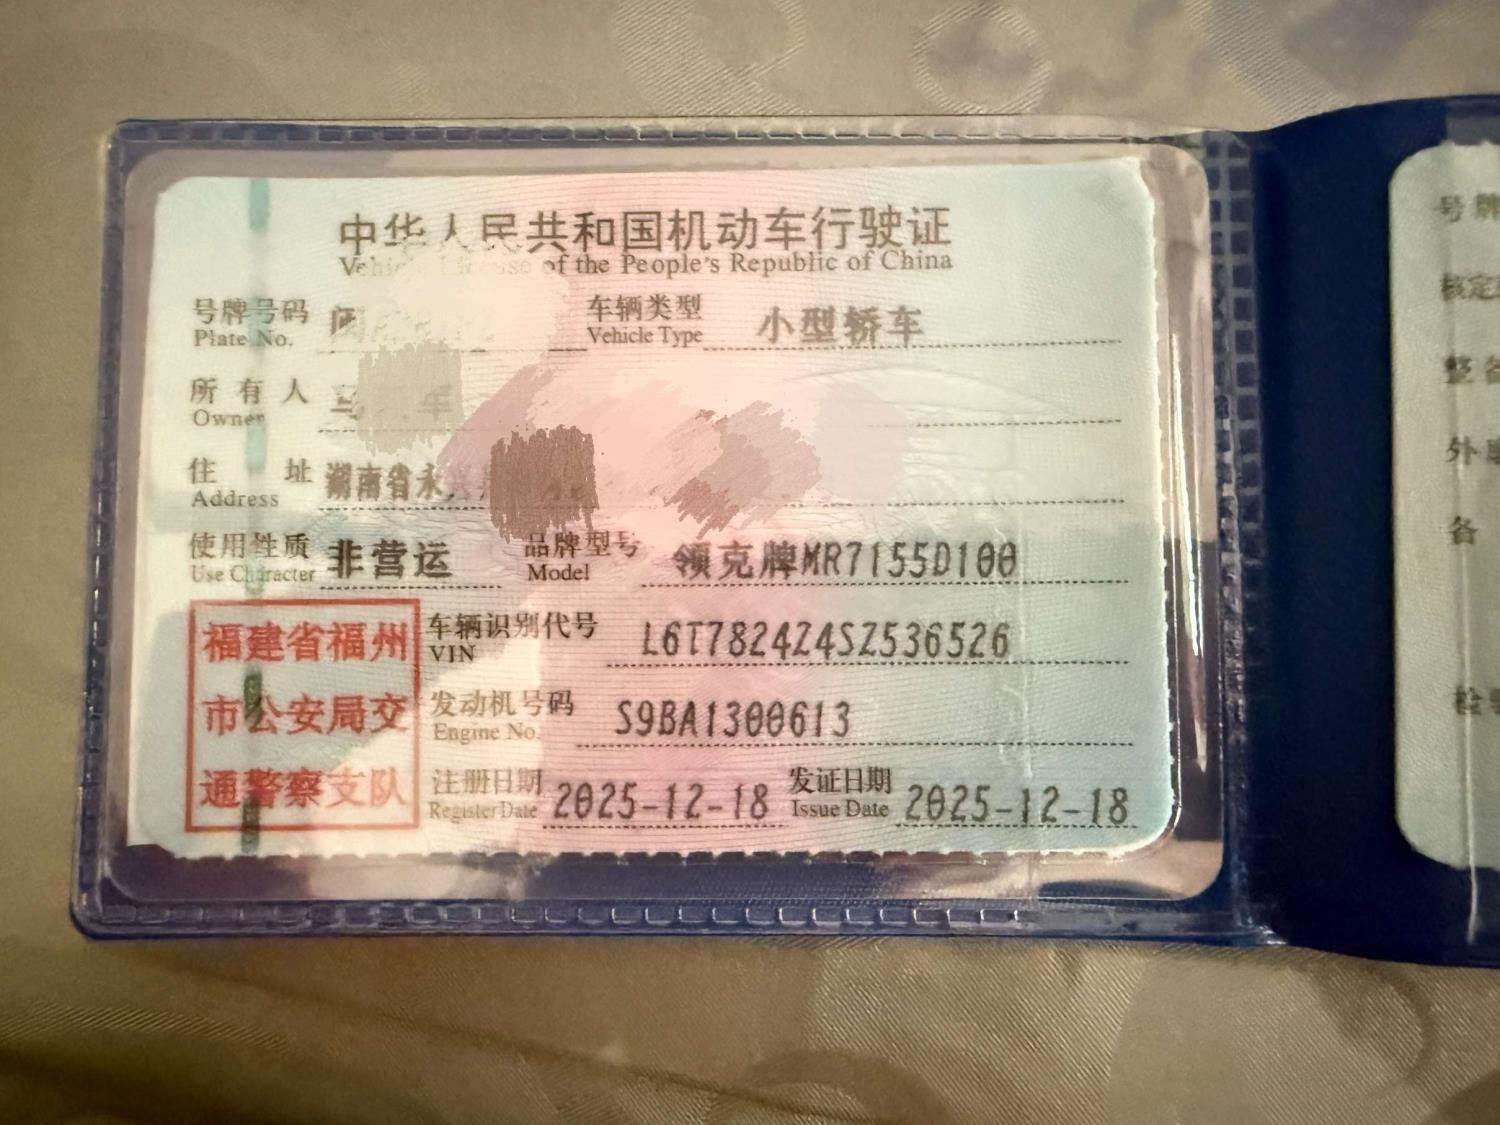 中华人民共和国机动车行驶证
Vehicle License of the People's Republic of China
号牌号码 闽 车辆类型 小型轿车
Plate No. Vehicle Type
所有人
Owner
住址 湖南省永
Address
使用性质 非营运 品牌型号 领克牌MR7155D100
Use Character Model
福建省福州
市公安局交
通警察支队
车辆识别代号 L6T7824Z4SZ536526
VIN
发动机号码 S9BA1300613
Engine No.
注册日期 2025-12-18 发证日期 2025-12-18
Register Date Issue Date
号牌
核定
整备
外
备
检验